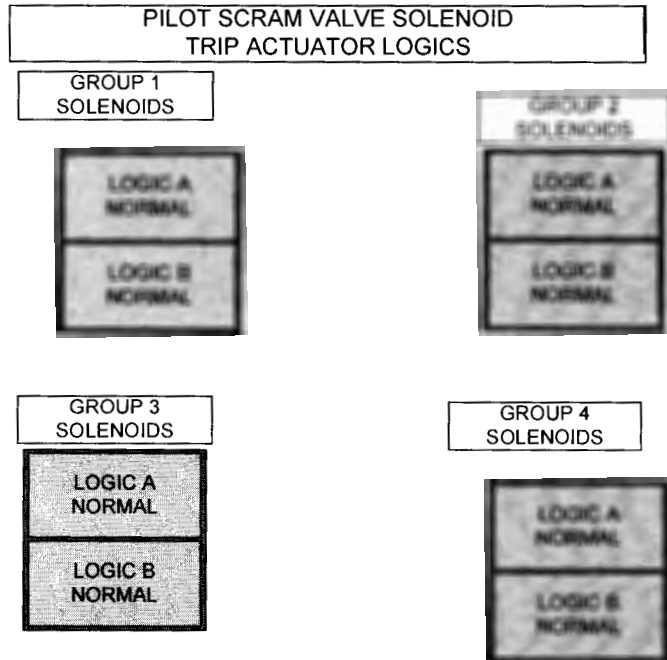 PILOT SCRAM VALVE SOLENOID
TRIP ACTUATOR LOGICS
GROUP 1
SOLENOIDS
GROUP 2
SOLENOIDS
LOGIC A
NORMAL
LOGIC A
NORMAL
LOGIC B
NORMAL
LOGIC B
NORMAL
GROUP 3
SOLENOIDS
GROUP 4
SOLENOIDS
LOGIC A
NORMAL
LOGIC A
NORMAL
LOGIC B
NORMAL
LOGIC B
NORMAL